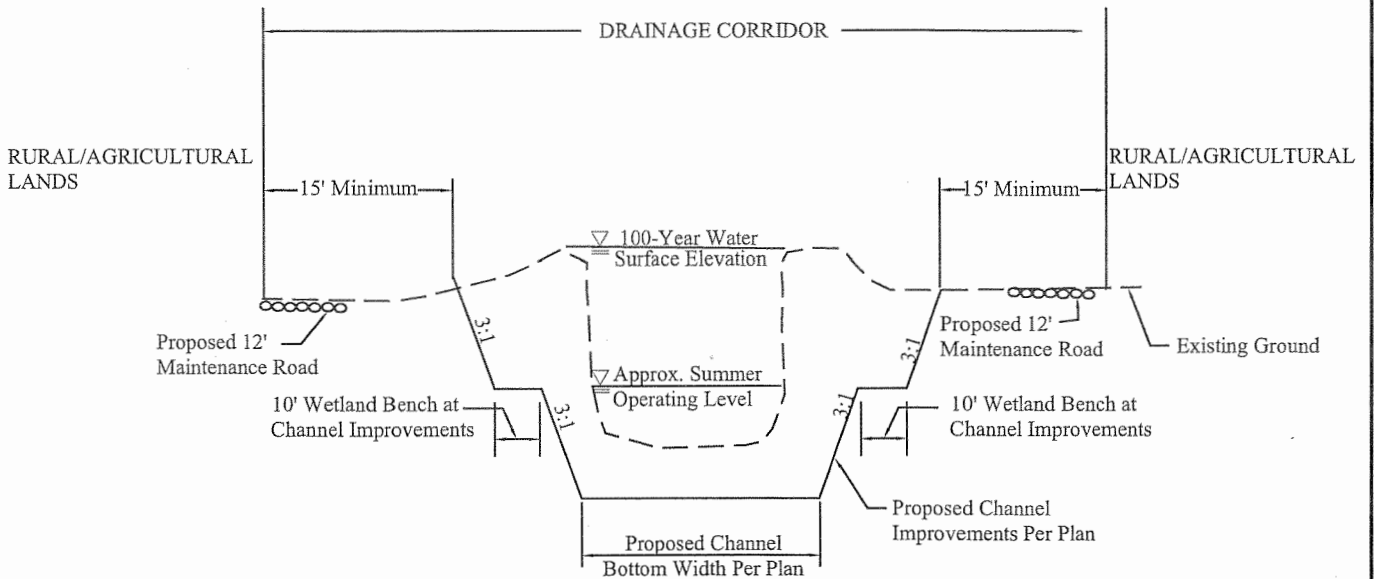 DRAINAGE CORRIDOR
RURAL/AGRICULTURAL
LANDS
RURAL/AGRICULTURAL
LANDS
15' Minimum
15' Minimum
100-Year Water
Surface Elevation
3:1
3:1
Proposed 12'
Maintenance Road
Proposed 12'
Maintenance Road
Existing Ground
Approx. Summer
Operating Level
10' Wetland Bench at
Channel Improvements
3:1
3:1
10' Wetland Bench at
Channel Improvements
Proposed Channel
Improvements Per Plan
Proposed Channel
Bottom Width Per Plan